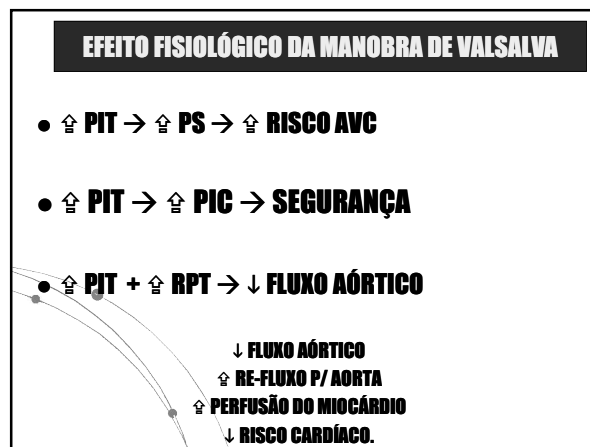 EFEITO FISIOLÓGICO DA MANOBRA DE VALSALVA
● ⇪ PIT → ⇪ PS → ⇪ RISCO AVC
● ⇪ PIT → ⇪ PIC → SEGURANÇA
● ⇪ PIT + ⇪ RPT → ↓ FLUXO AÓRTICO
↓ FLUXO AÓRTICO
⇪ RE-FLUXO P/ AORTA
⇪ PERFUSÃO DO MIOCÁRDIO
↓ RISCO CARDÍACO.